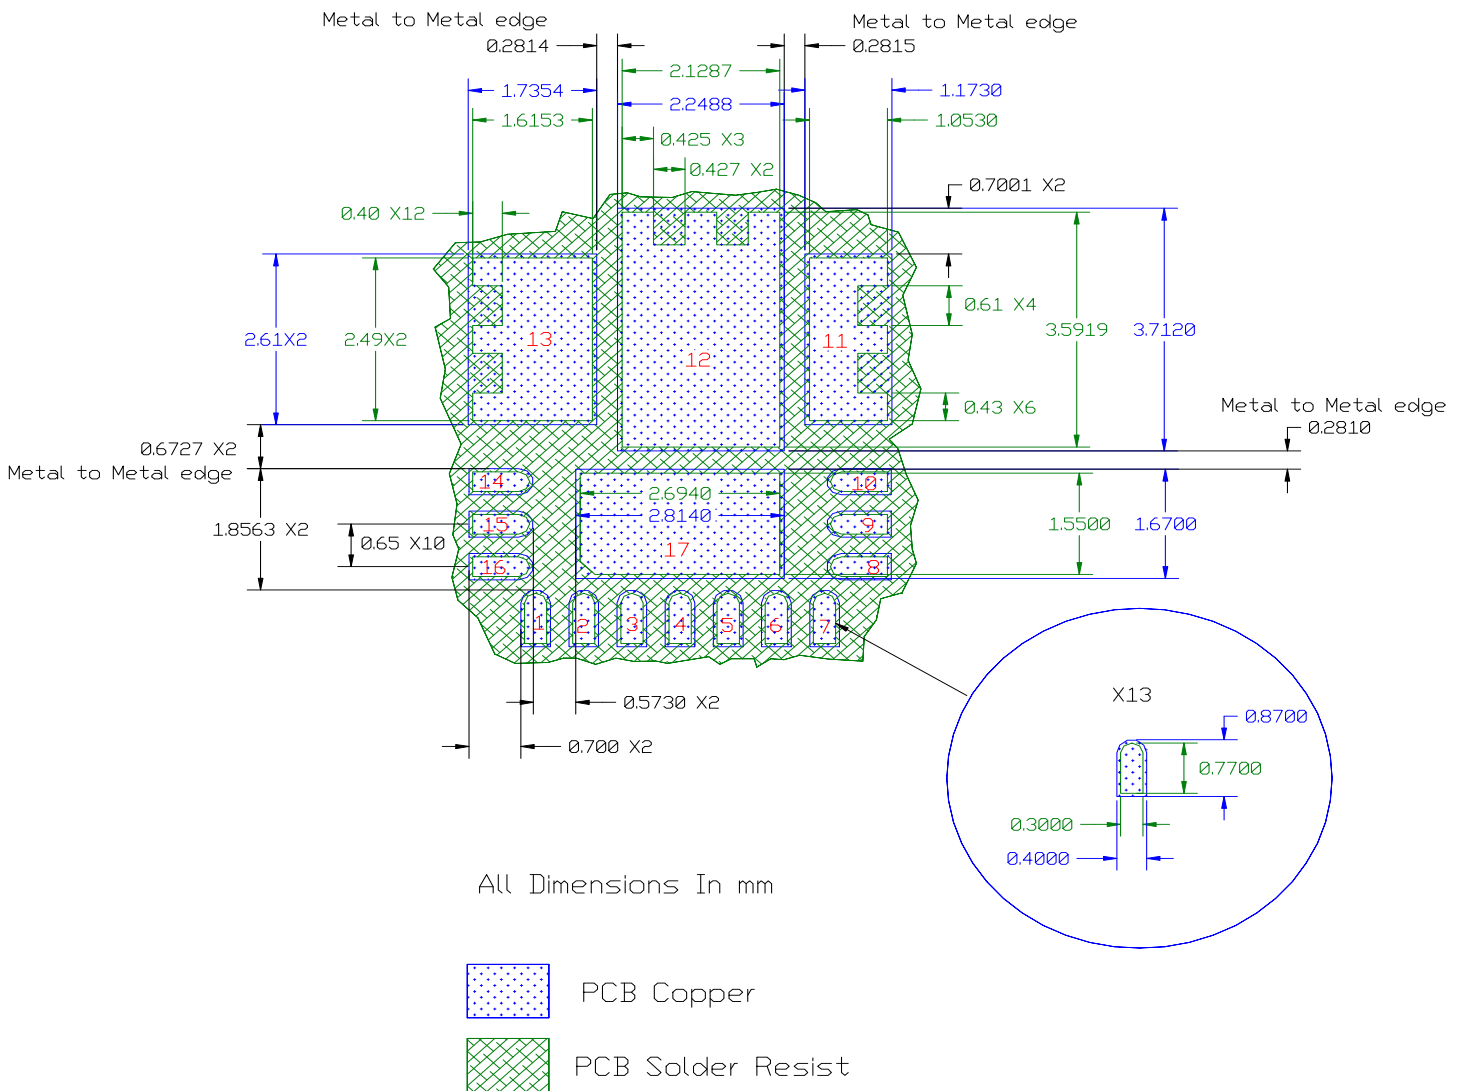 Metal to Metal edge
Metal to Metal edge
0.2814
0.2815
2.1287
1.7354
2.2488
1.1730
1.6153
1.0530
0.425 X3
0.427 X2
0.7001 X2
0.40 X12
0.61 X4
2.61X2
2.49X2
13
12
11
3.5919
3.7120
0.43 X6
Metal to Metal edge
0.2810
0.6727 X2
Metal to Metal edge
14
10
2.6940
2.8140
1.8563 X2
0.65 X10
15
9
1.5500
1.6700
17
16
8
1
2
3
4
5
6
7
0.5730 X2
0.700 X2
X13
0.8700
0.7700
0.3000
0.4000
All Dimensions In mm
PCB Copper
PCB Solder Resist